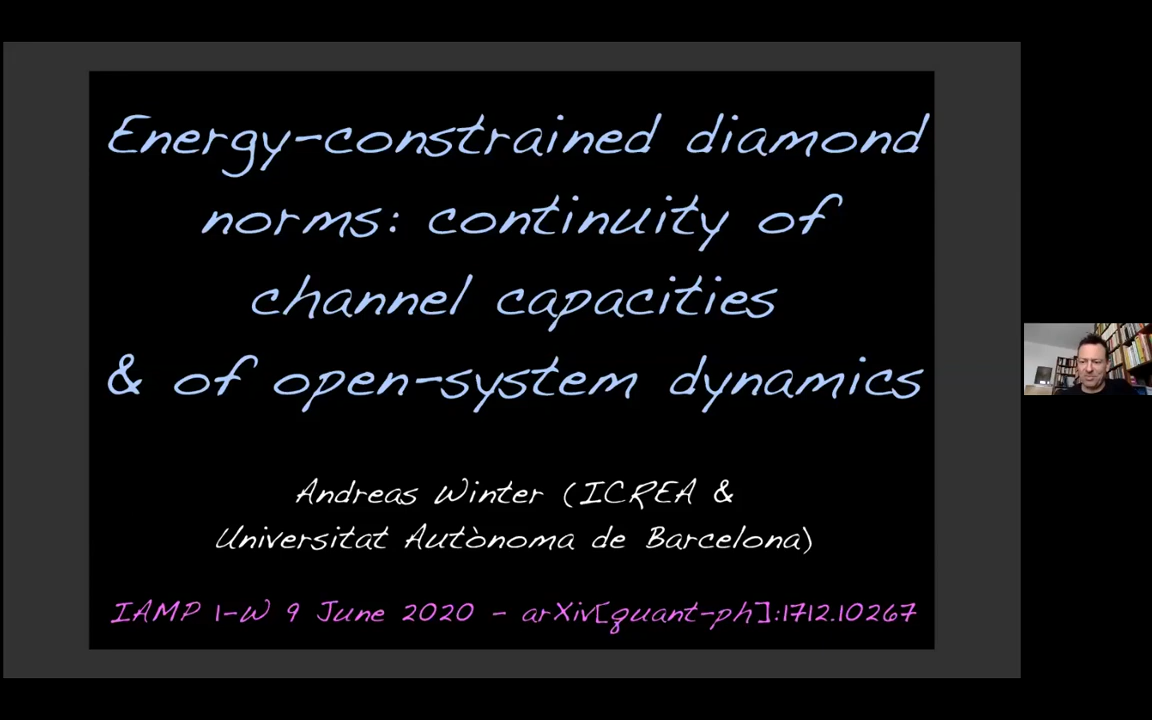 Energy-constrained diamond
norms: continuity of
channel capacities
& of open-system dynamics
Andreas Winter (ICREA &
Universitat Autònoma de Barcelona)
IAMP 1-W 9 June 2020 - arXiv[quant-ph]:1712.10267